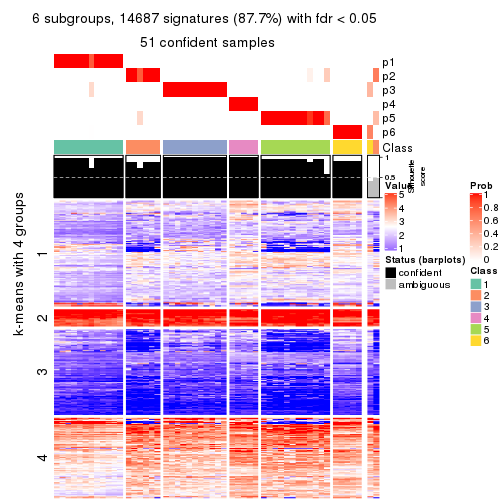 6 subgroups, 14687 signatures (87.7%) with fdr < 0.05
51 confident samples
p1
p2
p3
p4
p5
p6
Class
1
0.5
0
Silhouette
score
k-means with 4 groups
1
2
3
4
Value
5
4
3
2
1
Status (barplots)
confident
ambiguous
Prob
1
0.8
0.6
0.4
0.2
0
Class
1
2
3
4
5
6